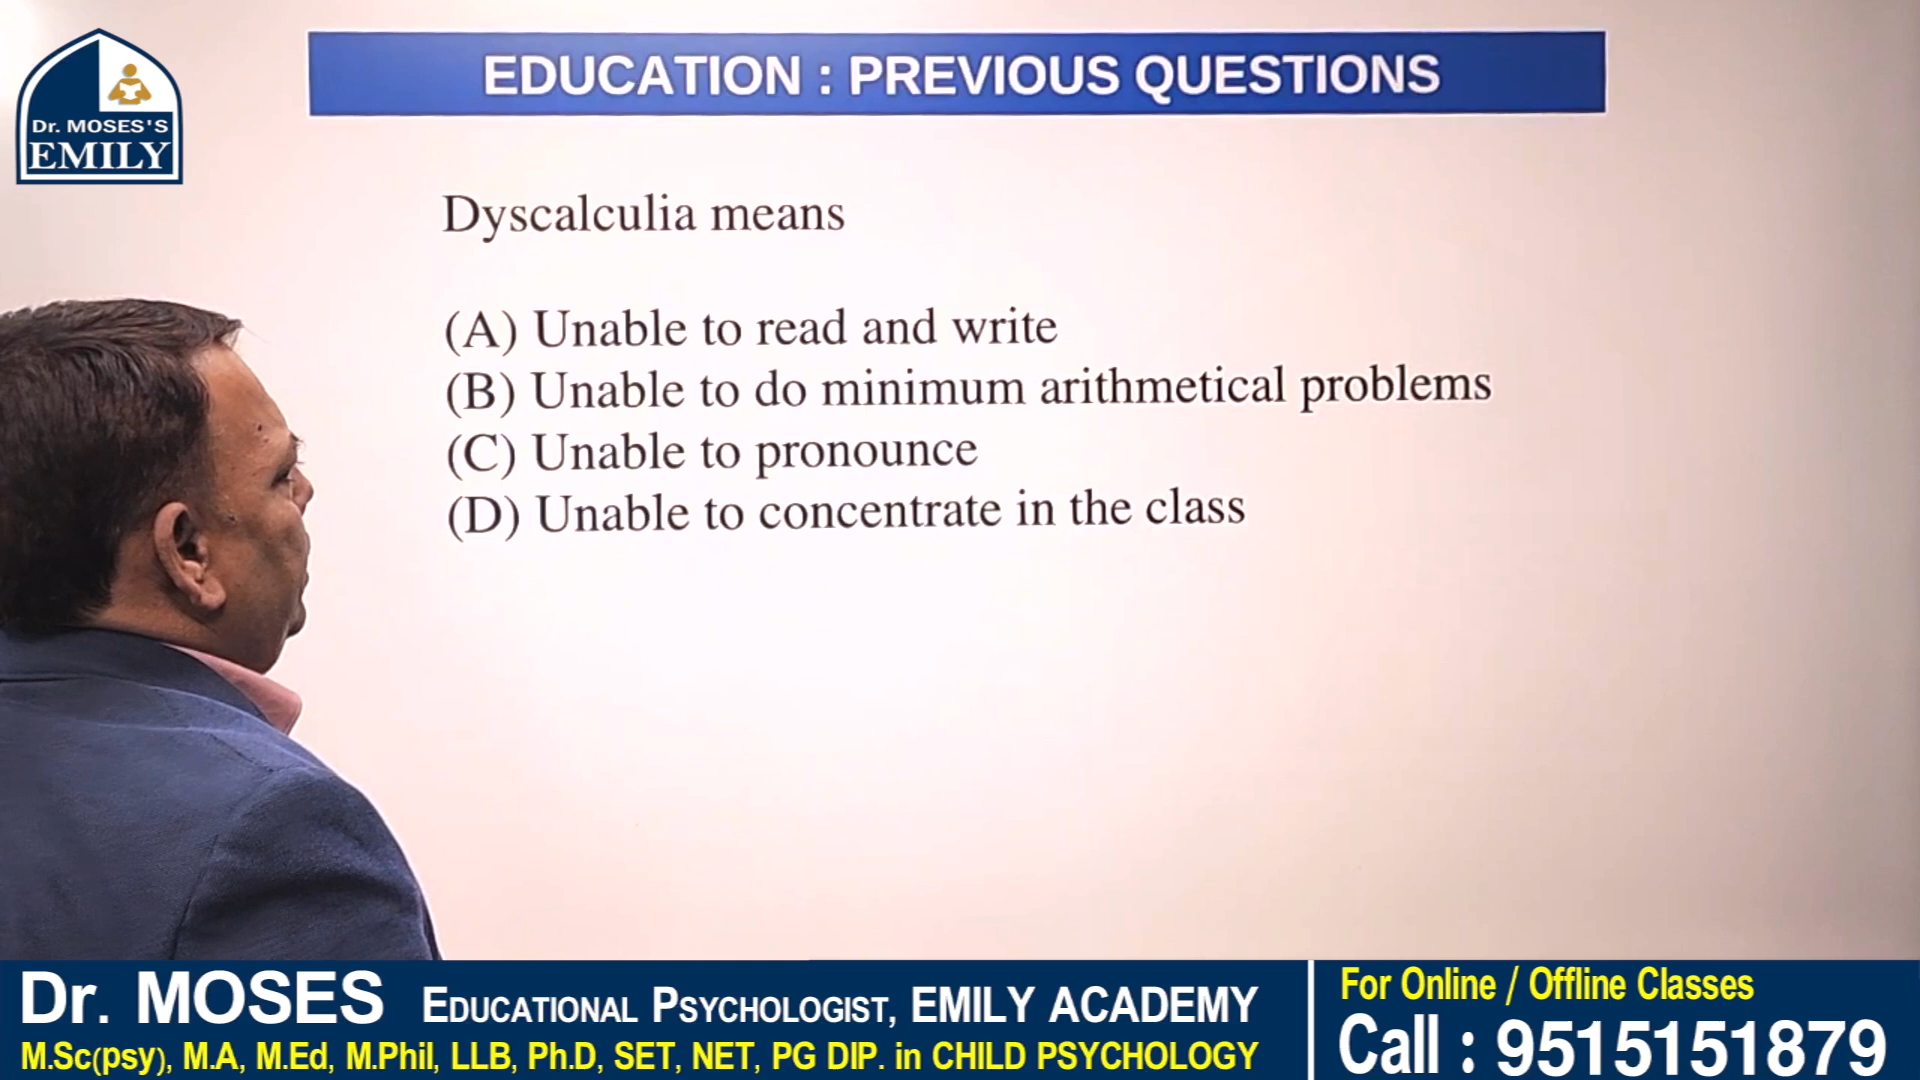 Dr. MOSES'S
EMILY
EDUCATION : PREVIOUS QUESTIONS
Dyscalculia means
(A) Unable to read and write
(B) Unable to do minimum arithmetical problems
(C) Unable to pronounce
(D) Unable to concentrate in the class
Dr. MOSES EDUCATIONAL PSYCHOLOGIST, EMILY ACADEMY
M.Sc(psy), M.A, M.Ed, M.Phil, LLB, Ph.D, SET, NET, PG DIP. in CHILD PSYCHOLOGY
For Online / Offline Classes
Call : 9515151879